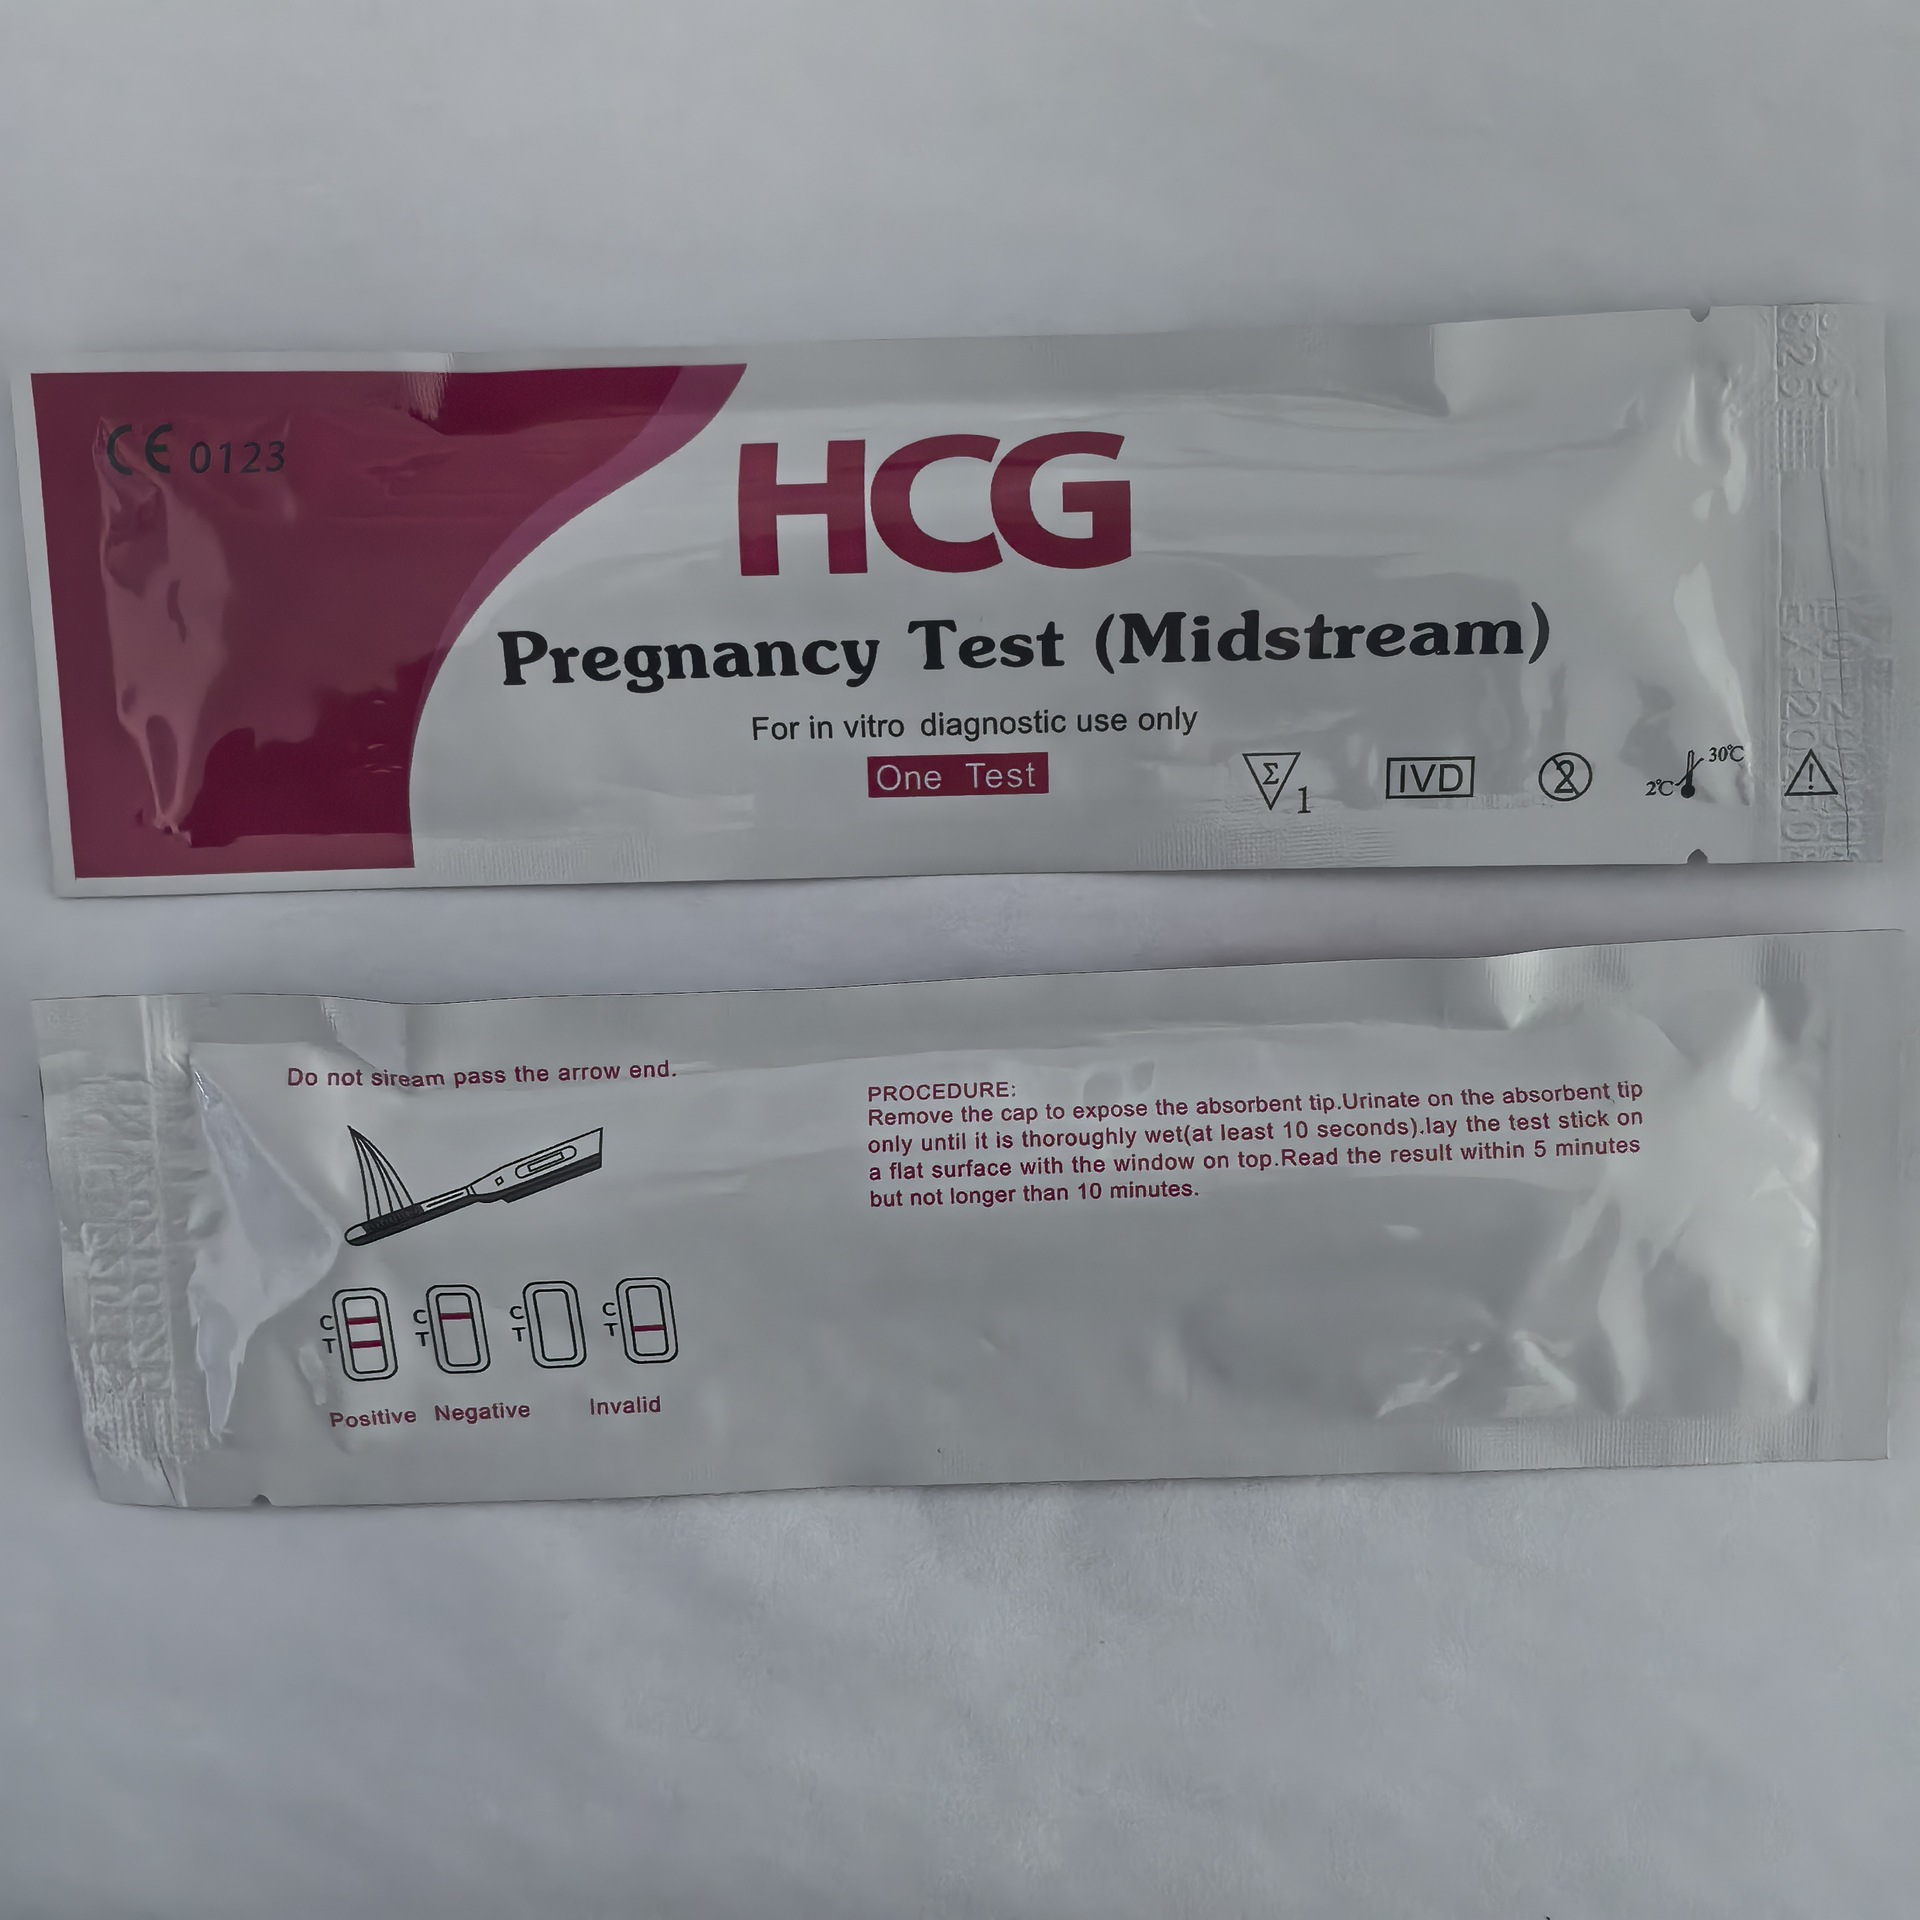 CE 0123
HCG
Pregnancy Test (Midstream)
For in vitro diagnostic use only
One Test
Σ 1
IVD
2
2℃ 30℃
Do not siream pass the arrow end.
PROCEDURE:
Remove the cap to expose the absorbent tip.Urinate on the absorbent tip
only until it is thoroughly wet(at least 10 seconds).lay the test stick on
a flat surface with the window on top.Read the result within 5 minutes
but not longer than 10 minutes.
C C C C
T T T T
Positive Negative Invalid